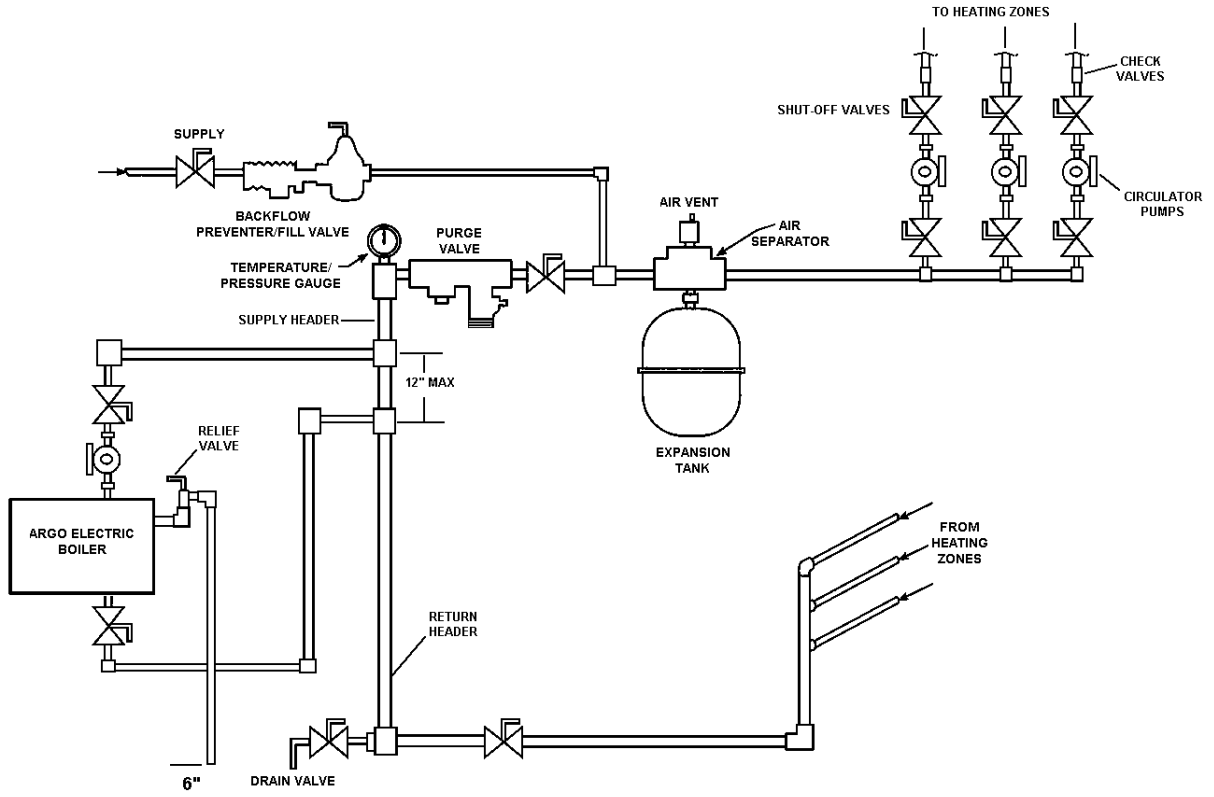 TO HEATING ZONES
CHECK
VALVES
SHUT-OFF VALVES
SUPPLY
CIRCULATOR
PUMPS
BACKFLOW
PREVENTER/FILL VALVE
AIR VENT
AIR
SEPARATOR
PURGE
VALVE
TEMPERATURE/
PRESSURE GAUGE
SUPPLY HEADER
12" MAX
RELIEF
VALVE
EXPANSION
TANK
ARGO ELECTRIC
BOILER
FROM
HEATING
ZONES
RETURN
HEADER
6"
DRAIN VALVE